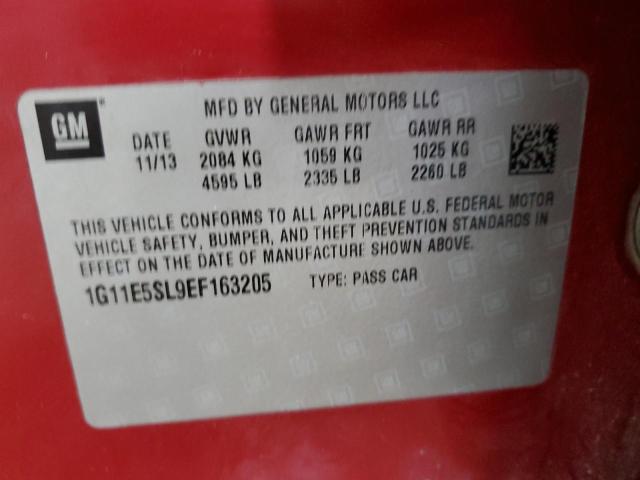 GM
MFD BY GENERAL MOTORS LLC
DATE GVWR GAWR FRT GAWR RR
11/13 2084 KG 1059 KG 1025 KG
4595 LB 2335 LB 2260 LB
THIS VEHICLE CONFORMS TO ALL APPLICABLE U.S. FEDERAL MOTOR
VEHICLE SAFETY, BUMPER, AND THEFT PREVENTION STANDARDS IN
EFFECT ON THE DATE OF MANUFACTURE SHOWN ABOVE.
1G11E5SL9EF163205 TYPE: PASS CAR